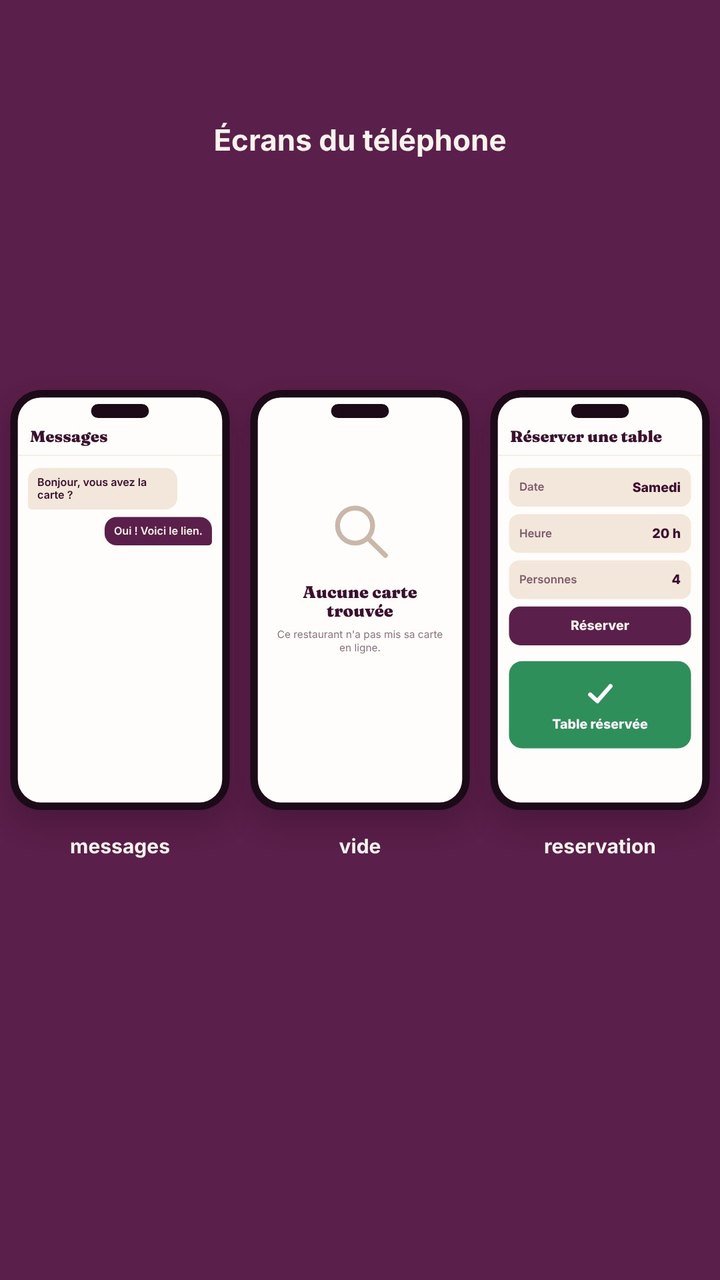 Écrans du téléphone
Messages
Bonjour, vous avez la
carte ?
Oui ! Voici le lien.
messages
Aucune carte
trouvée
Ce restaurant n'a pas mis sa carte
en ligne.
vide
Réserver une table
Date Samedi
Heure 20 h
Personnes 4
Réserver
Table réservée
reservation